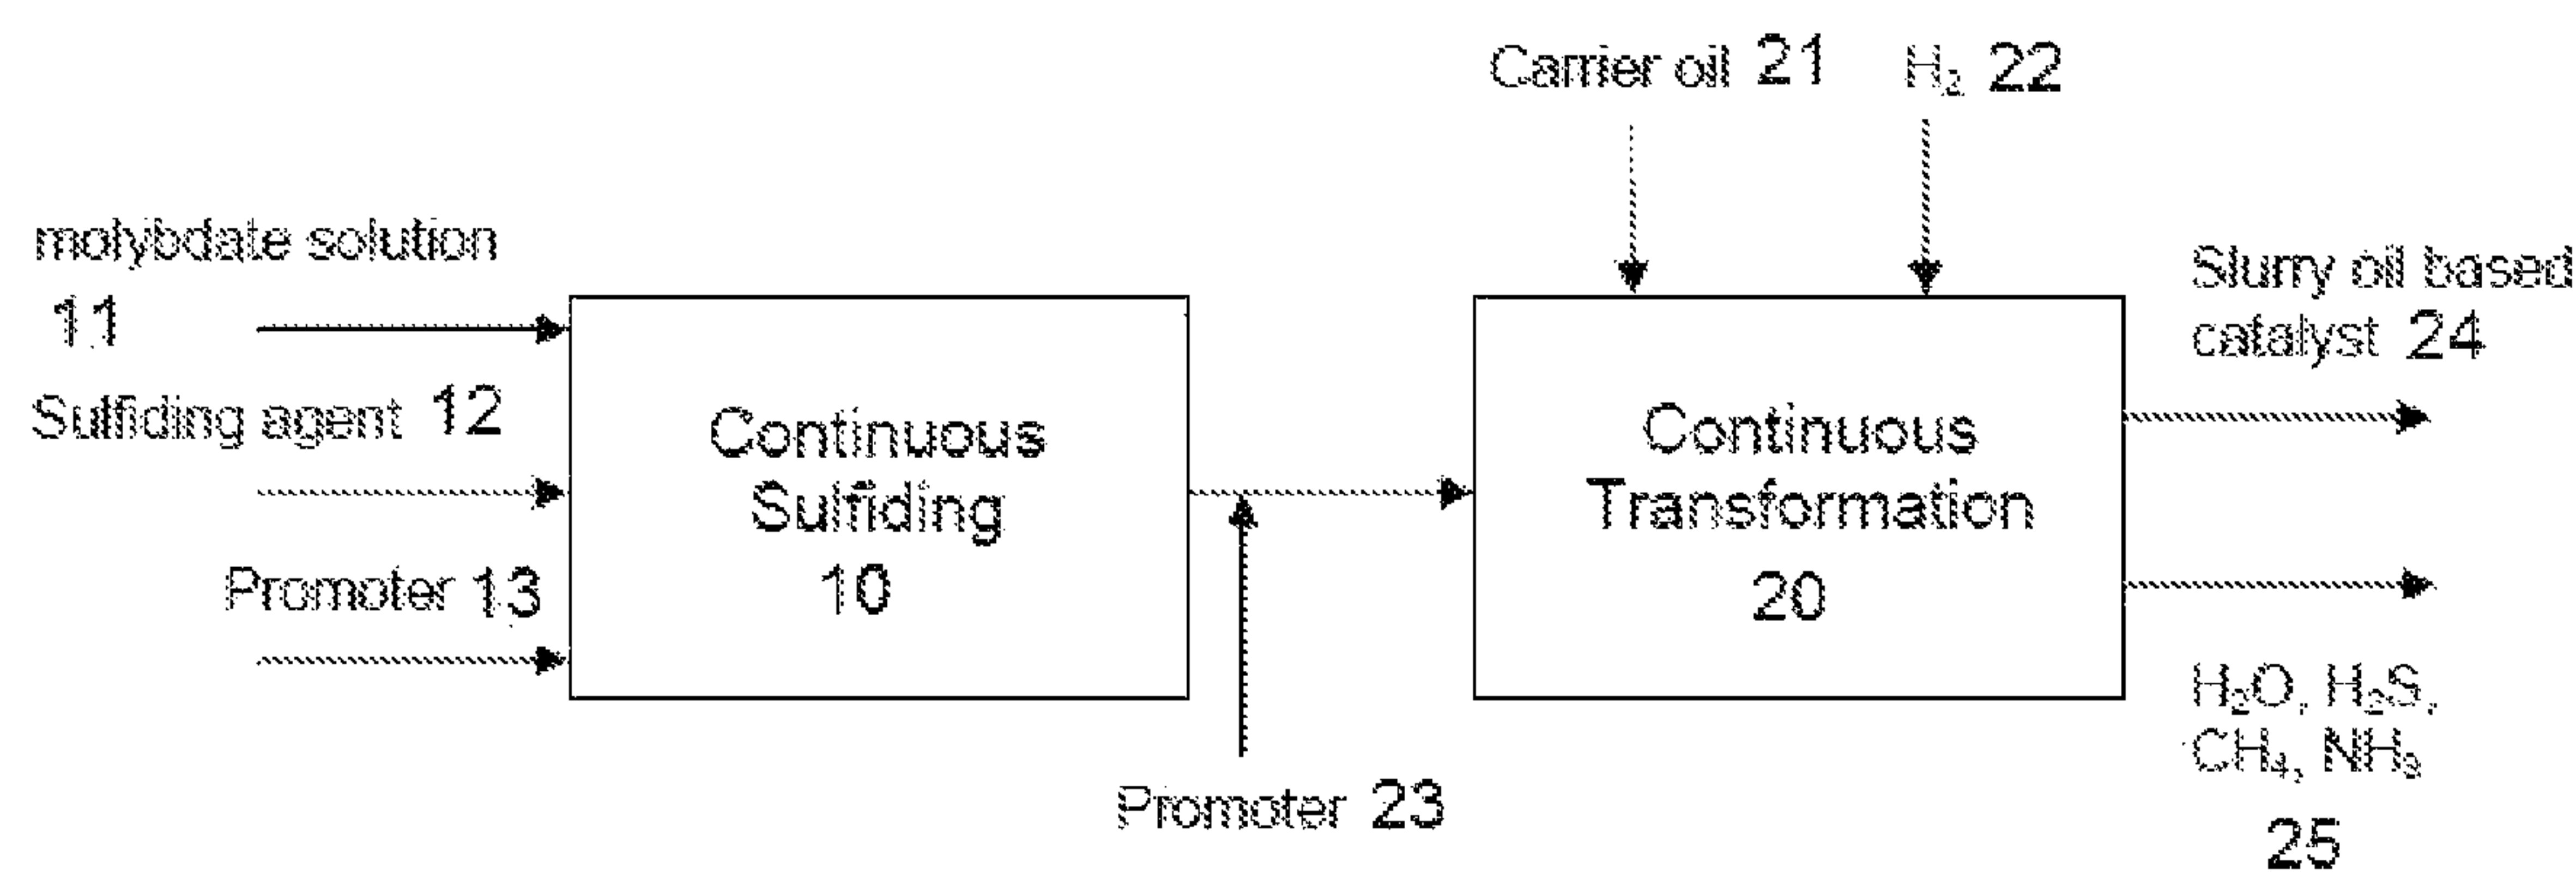 Carrier oil 21
H₂ 22
molybdate solution
11
Sulfiding agent 12
Promoter 13
Continuous
Sulfiding
10
Promoter 23
Continuous
Transformation
20
Slurry oil based
catalyst 24
H₂O, H₂S,
CH₄, NH₃
25